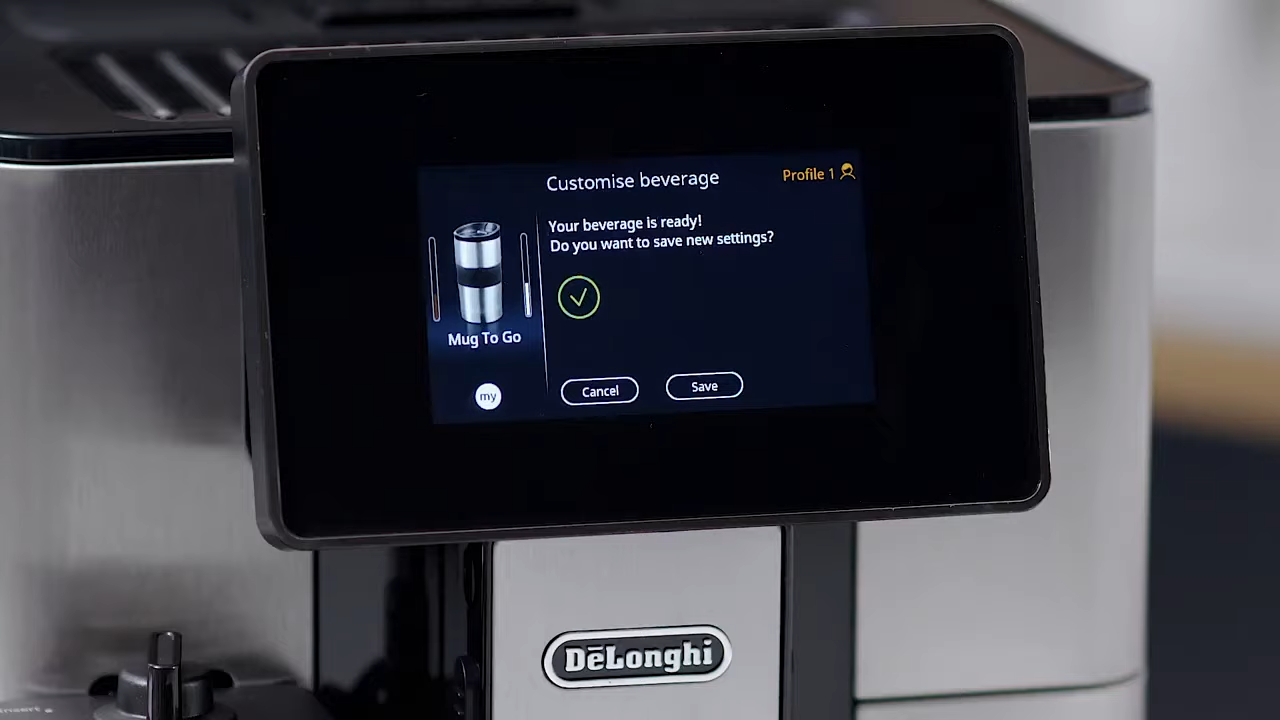 Customise beverage
Profile 1
Your beverage is ready!
Do you want to save new settings?
Mug To Go
my
Cancel
Save
DēLonghi